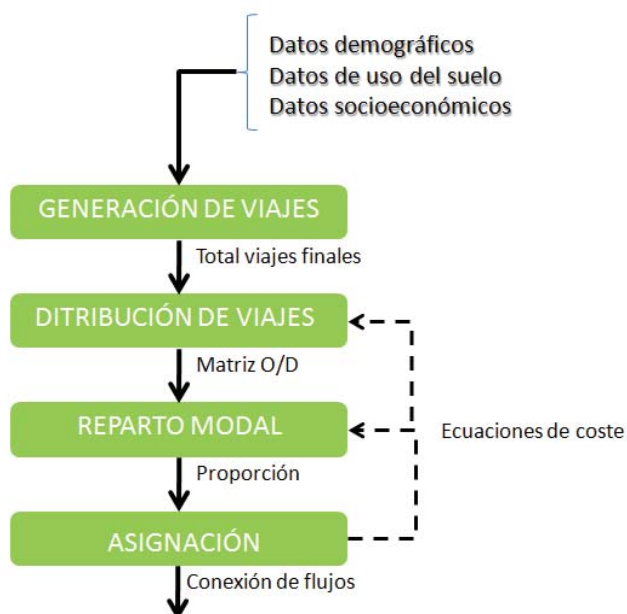 Datos demográficos
Datos de uso del suelo
Datos socioeconómicos
GENERACIÓN DE VIAJES
Total viajes finales
DITRIBUCIÓN DE VIAJES
Matriz O/D
REPARTO MODAL
Ecuaciones de coste
Proporción
ASIGNACIÓN
Conexión de flujos